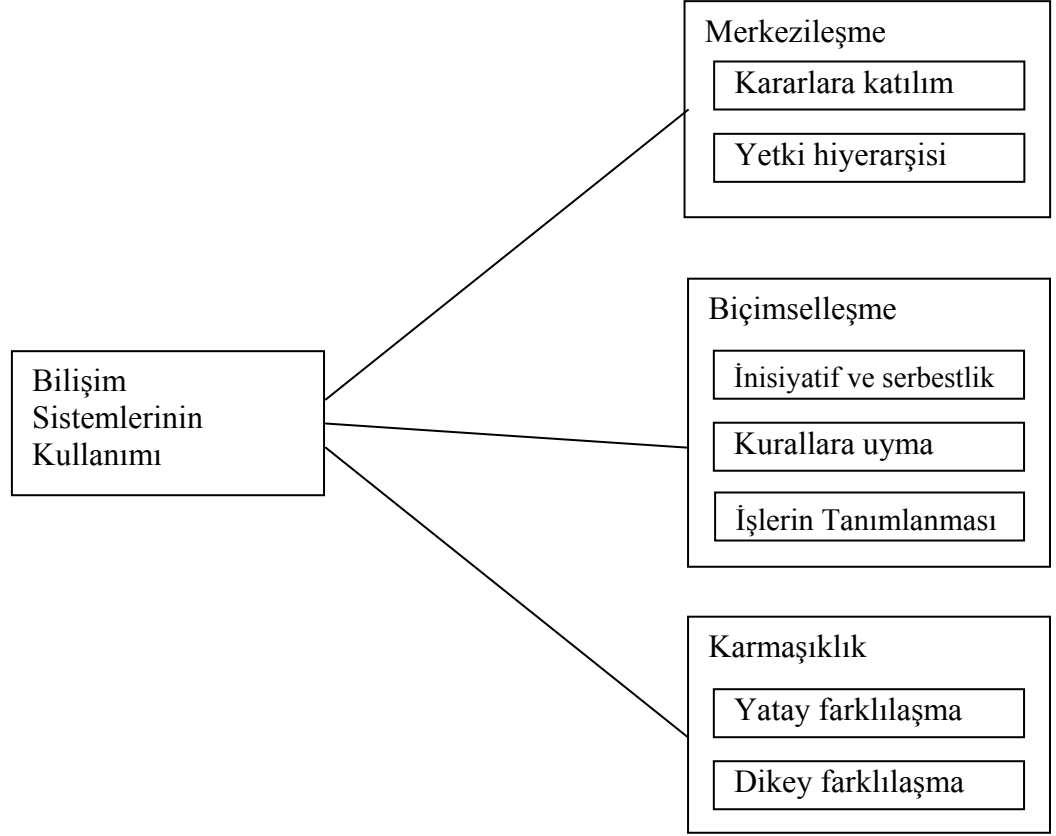 Merkezileşme
Kararlara katılım
Yetki hiyerarşisi
Biçimselleşme
İnisiyatif ve serbestlik
Kurallara uyma
İşlerin Tanımlanması
Bilişim
Sistemlerinin
Kullanımı
Karmaşıklık
Yatay farklılaşma
Dikey farklılaşma